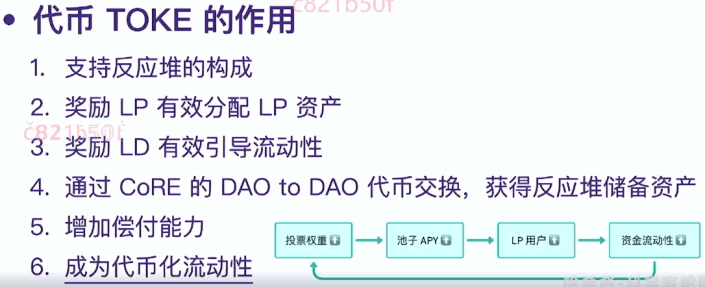 č821b50f
• 代币 TOKE 的作用
1. 支持反应堆的构成
2. 奖励 LP 有效分配 LP 资产
č821b50f
3. 奖励 LD 有效引导流动性
4. 通过 CoRE 的 DAO to DAO 代币交换，获得反应堆储备资产
5. 增加偿付能力
投票权重⬆️ 池子 APY⬆️ LP 用户⬆️ 资金流动性⬆️
6. 成为代币化流动性